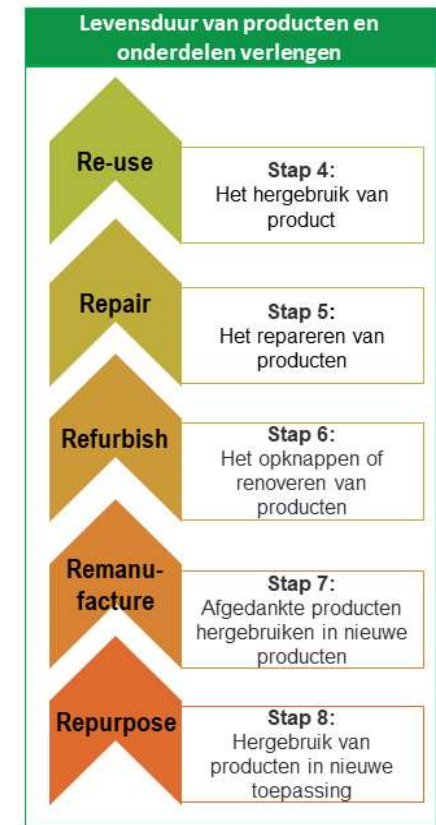 Levensduur van producten en
onderdelen verlengen
Re-use
Stap 4:
Het hergebruik van
product
Repair
Stap 5:
Het repareren van
producten
Refurbish
Stap 6:
Het opknappen of
renoveren van
producten
Remanu-
facture
Stap 7:
Afgedankte producten
hergebruiken in nieuwe
producten
Repurpose
Stap 8:
Hergebruik van
producten in nieuwe
toepassing